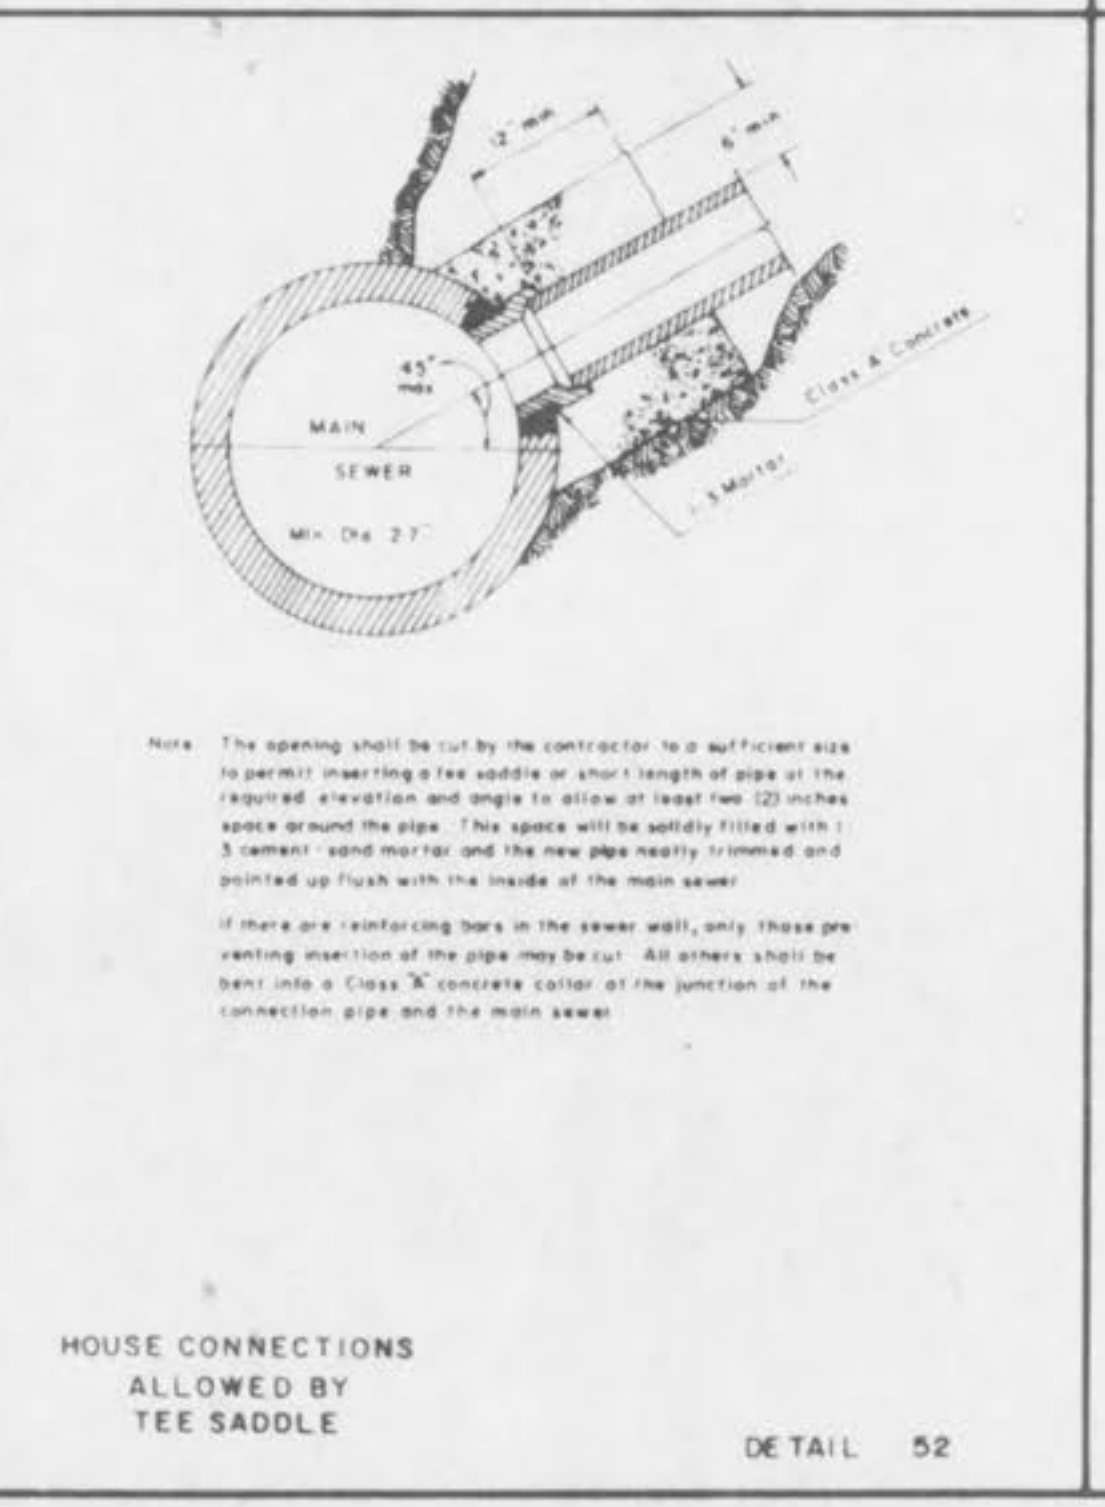 12" min
6" min
45°
max
MAIN
SEWER
Min Dia 2'-7"
Class A Concrete
1-3 Mortar
Note The opening shall be cut by the contractor to a sufficient size
to permit inserting a tee saddle or short length of pipe at the
required elevation and angle to allow at least two (2) inches
space around the pipe. This space will be solidly filled with 1-
3 cement-sand mortar and the new pipe neatly trimmed and
pointed up flush with the inside of the main sewer
If there are reinforcing bars in the sewer wall, only those pre
venting insertion of the pipe may be cut. All others shall be
bent into a Class "A" concrete collar at the junction of the
connection pipe and the main sewer.
HOUSE CONNECTIONS
ALLOWED BY
TEE SADDLE
DETAIL 52